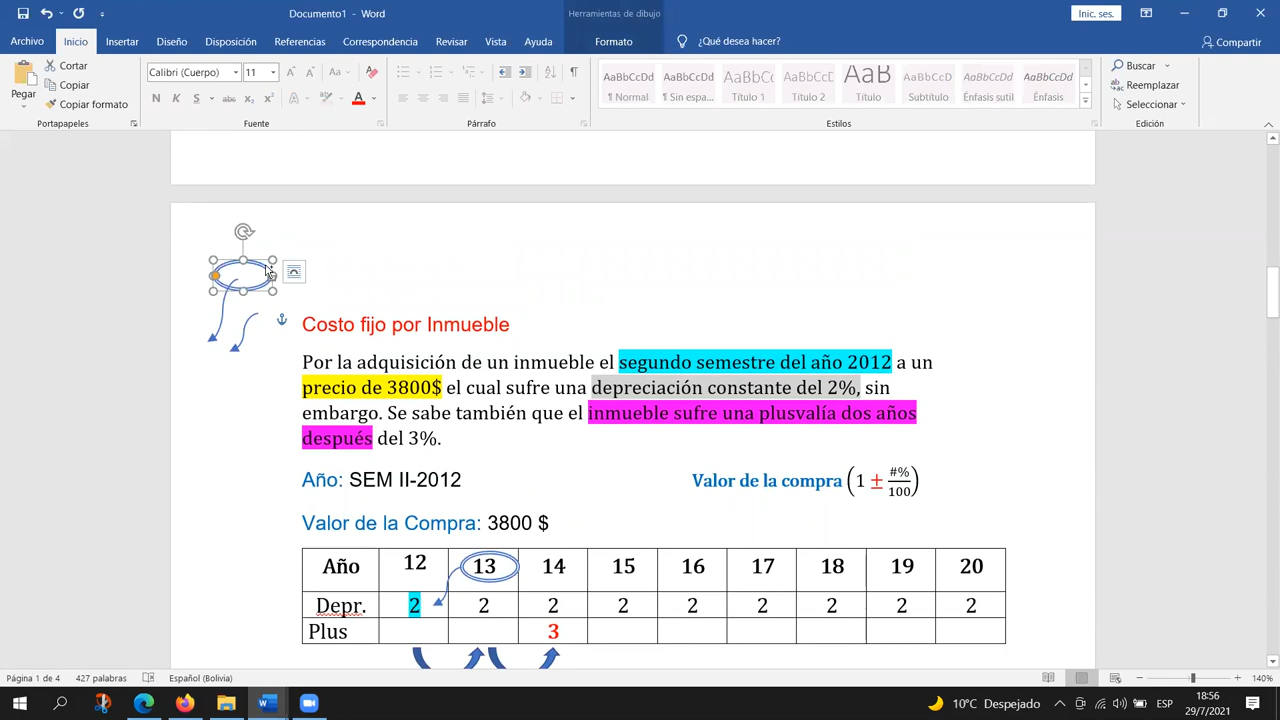 Documento1 - Word
Herramientas de dibujo
Inic. ses.
Archivo Inicio Insertar Diseño Disposición Referencias Correspondencia Revisar Vista Ayuda Formato ¿Qué desea hacer? Compartir
Pegar
Cortar
Copiar
Copiar formato
Calibri (Cuerpo) 11
N K S abc x₂ x²
AaBbCcDd AaBbCcDd AaBbCc AaBbCcD AaB AaBbCcD AaBbCcDd AaBbCcDd
¶ Normal ¶ Sin espa... Título 1 Título 2 Título Subtítulo Énfasis sutil Énfasis
Buscar
Reemplazar
Seleccionar
Portapapeles Fuente Párrafo Estilos Edición
Costo fijo por Inmueble
Por la adquisición de un inmueble el segundo semestre del año 2012 a un
precio de 3800$ el cual sufre una depreciación constante del 2%, sin
embargo. Se sabe también que el inmueble sufre una plusvalía dos años
después del 3%.
Año: SEM II-2012
Valor de la compra (1 ± #%/100)
Valor de la Compra: 3800 $
Año 12 13 14 15 16 17 18 19 20
Depr. 2 2 2 2 2 2 2 2 2
Plus 3
Página 1 de 4 427 palabras Español (Bolivia) 140%
10°C Despejado ESP 18:56
29/7/2021